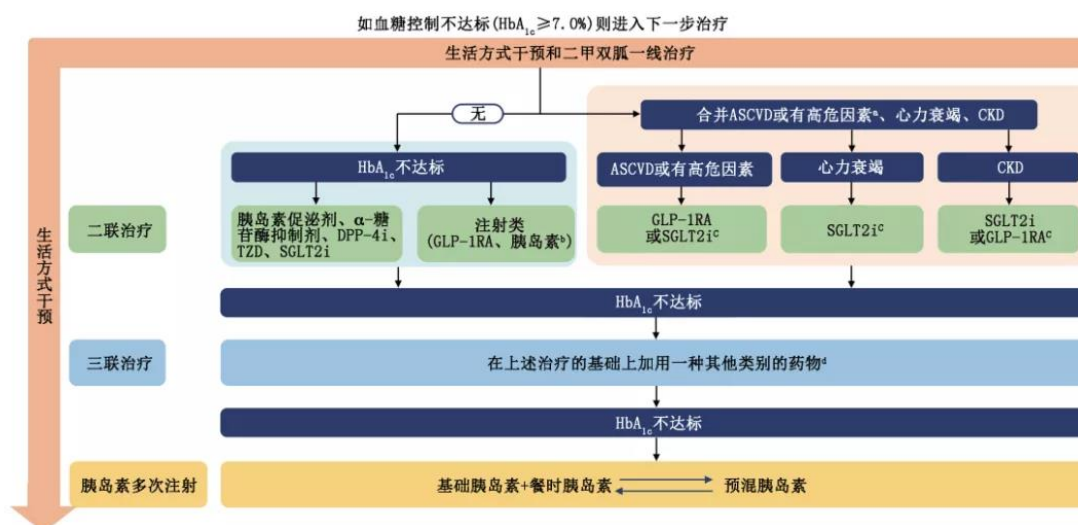 如血糖控制不达标(HbA₁c≥7.0%)则进入下一步治疗
生活方式干预和二甲双胍一线治疗
无
合并ASCVD或有高危因素ᵃ、心力衰竭、CKD
HbA₁c不达标
ASCVD或有高危因素
心力衰竭
CKD
生活方式干预
二联治疗
胰岛素促泌剂、α-糖
苷酶抑制剂、DPP-4i、
TZD、SGLT2i
注射类
(GLP-1RA、胰岛素ᵇ)
GLP-1RA
或SGLT2iᶜ
SGLT2iᶜ
SGLT2i
或GLP-1RAᶜ
HbA₁c不达标
三联治疗
在上述治疗的基础上加用一种其他类别的药物ᵈ
HbA₁c不达标
胰岛素多次注射
基础胰岛素+餐时胰岛素
预混胰岛素